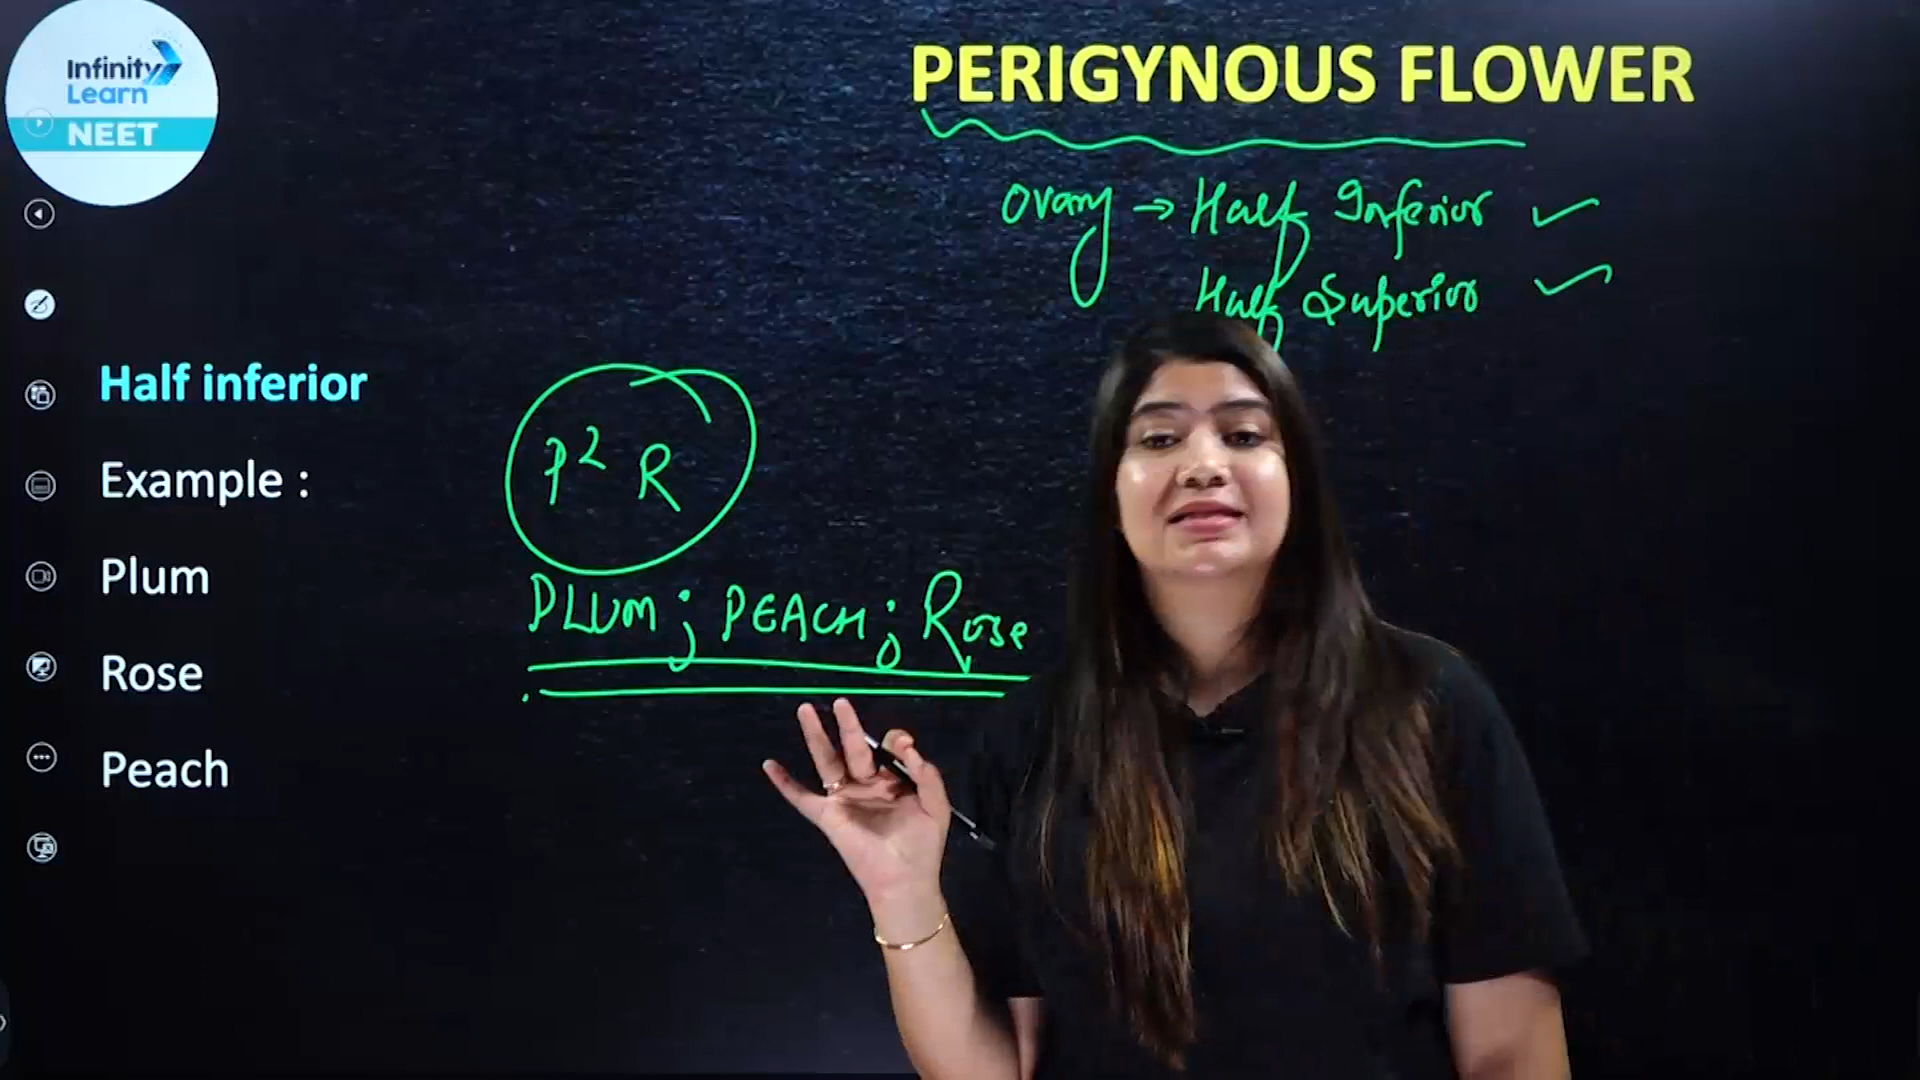 Infinity
Learn
NEET
PERIGYNOUS FLOWER
Ovary → Half Inferior ✓
Half Superior ✓
Half inferior
Example :
Plum
Rose
Peach
P² R
PLUM; PEACH; Rose